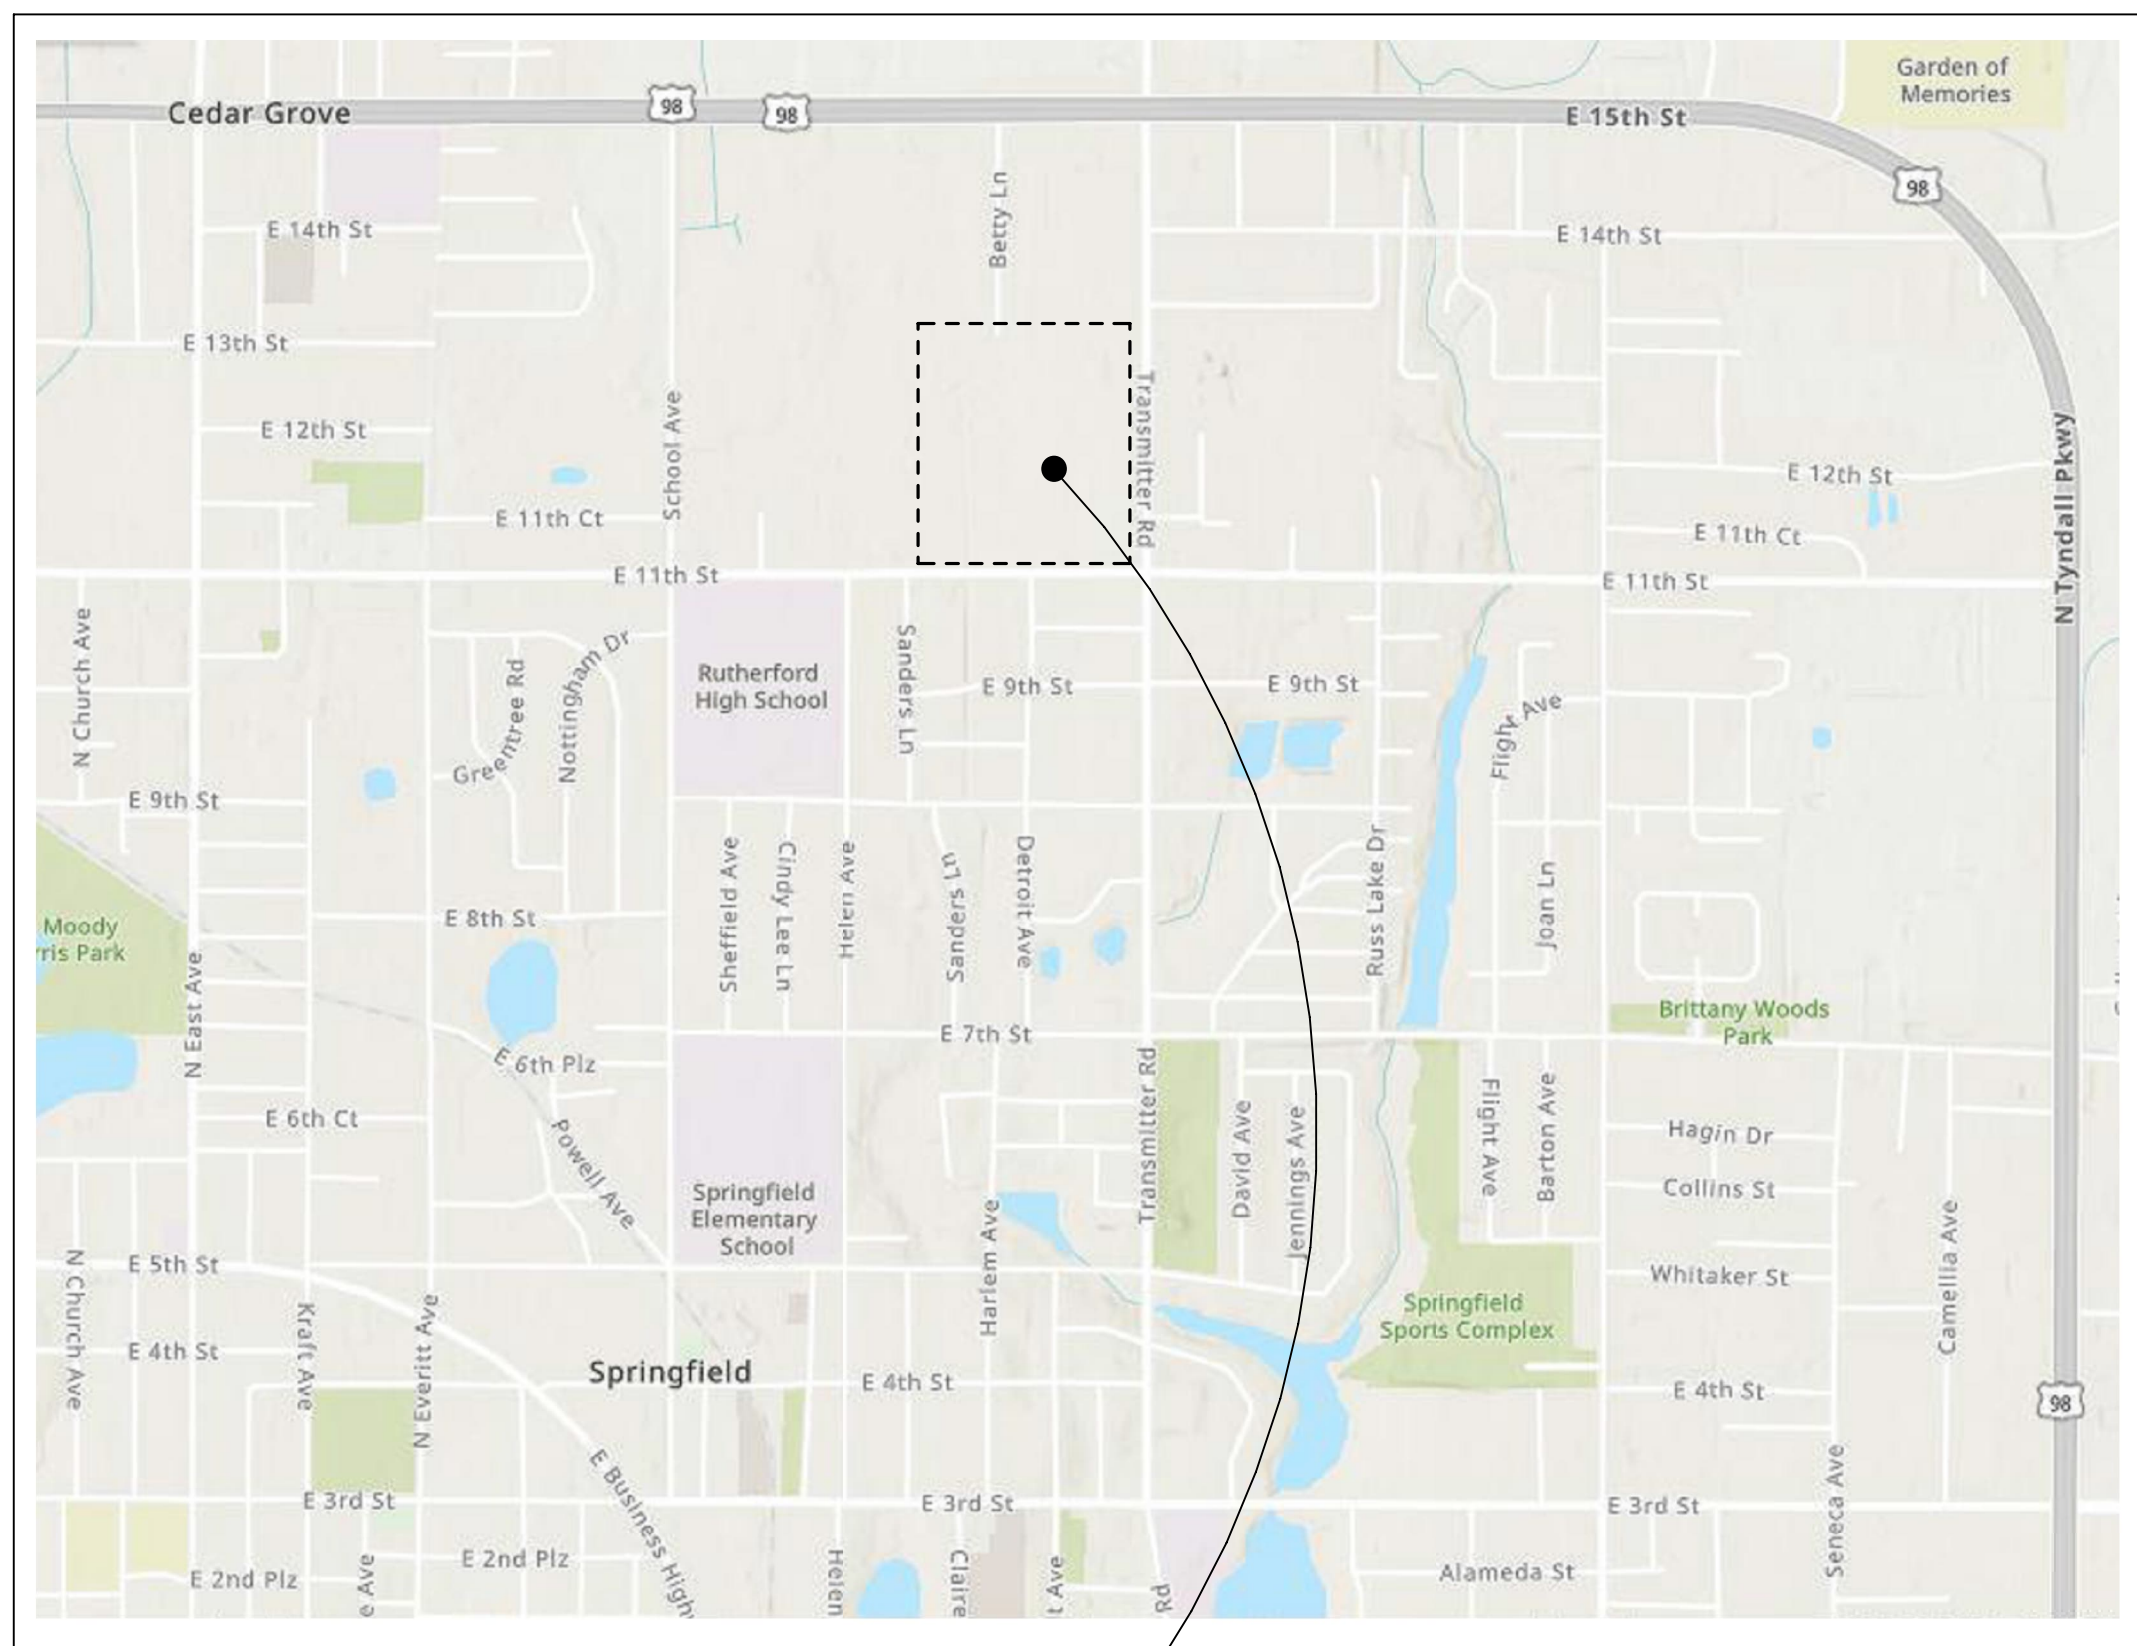 Garden of
Memories
Cedar Grove
98
98
E 15th St
98
Betty Ln
E 14th St
E 14th St
E 13th St
E 12th St
School Ave
Transmitter Rd
N Tyndall Pkwy
E 12th St
E 11th Ct
E 11th Ct
E 11th St
E 11th St
N Church Ave
Greentree Rd
Nottingham Dr
Rutherford
High School
Sanders Ln
E 9th St
E 9th St
Flight Ave
E 9th St
Sheffield Ave
Cindy Lee Ln
Helen Ave
Sanders Ln
Detroit Ave
Russ Lake Dr
Joan Ln
Moody
rris Park
E 8th St
N East Ave
Brittany Woods
Park
E 7th St
E 6th Plz
E 6th Ct
Powell Ave
Transmitter Rd
David Ave
Jennings Ave
Flight Ave
Barton Ave
Hagin Dr
Collins St
Camellia Ave
Springfield
Elementary
School
Harlem Ave
N Church Ave
E 5th St
Whitaker St
Kraft Ave
N Everitt Ave
Springfield
Sports Complex
E 4th St
Springfield
E 4th St
E 4th St
98
E Business High
Seneca Ave
E 3rd St
E 3rd St
E 3rd St
E 2nd Plz
E 2nd Plz
e Ave
Helen
Claire
t Ave
Rd
Alameda St